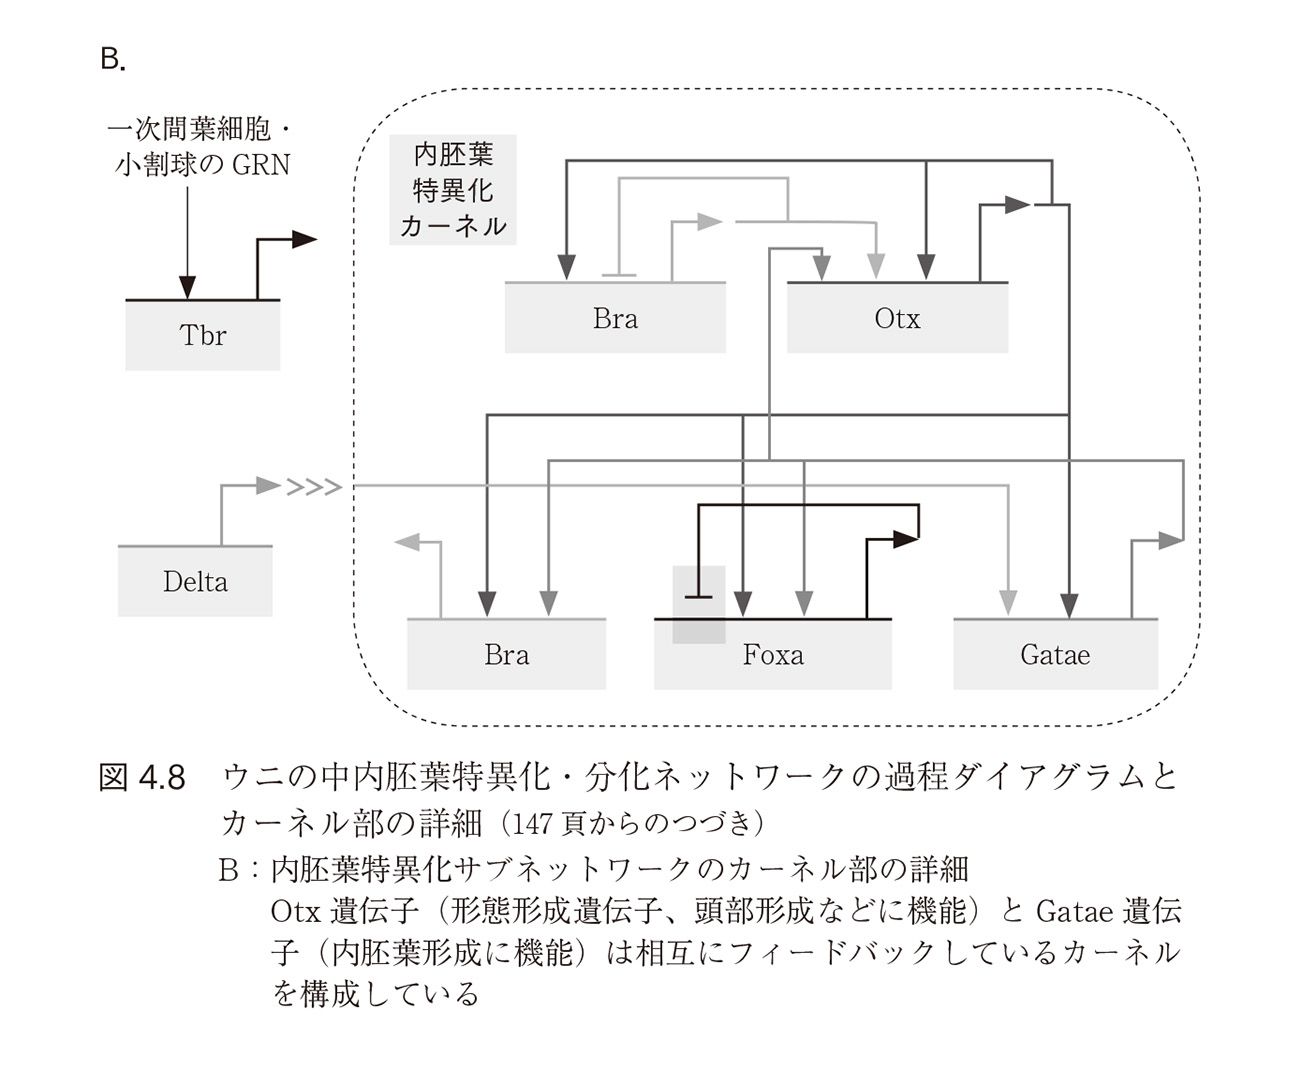 B.
一次間葉細胞・
小割球の GRN
内胚葉
特異化
カーネル
Tbr
Bra
Otx
Delta
Bra
Foxa
Gatae
図 4.8 ウニの中内胚葉特異化・分化ネットワークの過程ダイアグラムと
カーネル部の詳細（147 頁からのつづき）
B：内胚葉特異化サブネットワークのカーネル部の詳細
Otx 遺伝子（形態形成遺伝子、頭部形成などに機能）と Gatae 遺伝
子（内胚葉形成に機能）は相互にフィードバックしているカーネル
を構成している